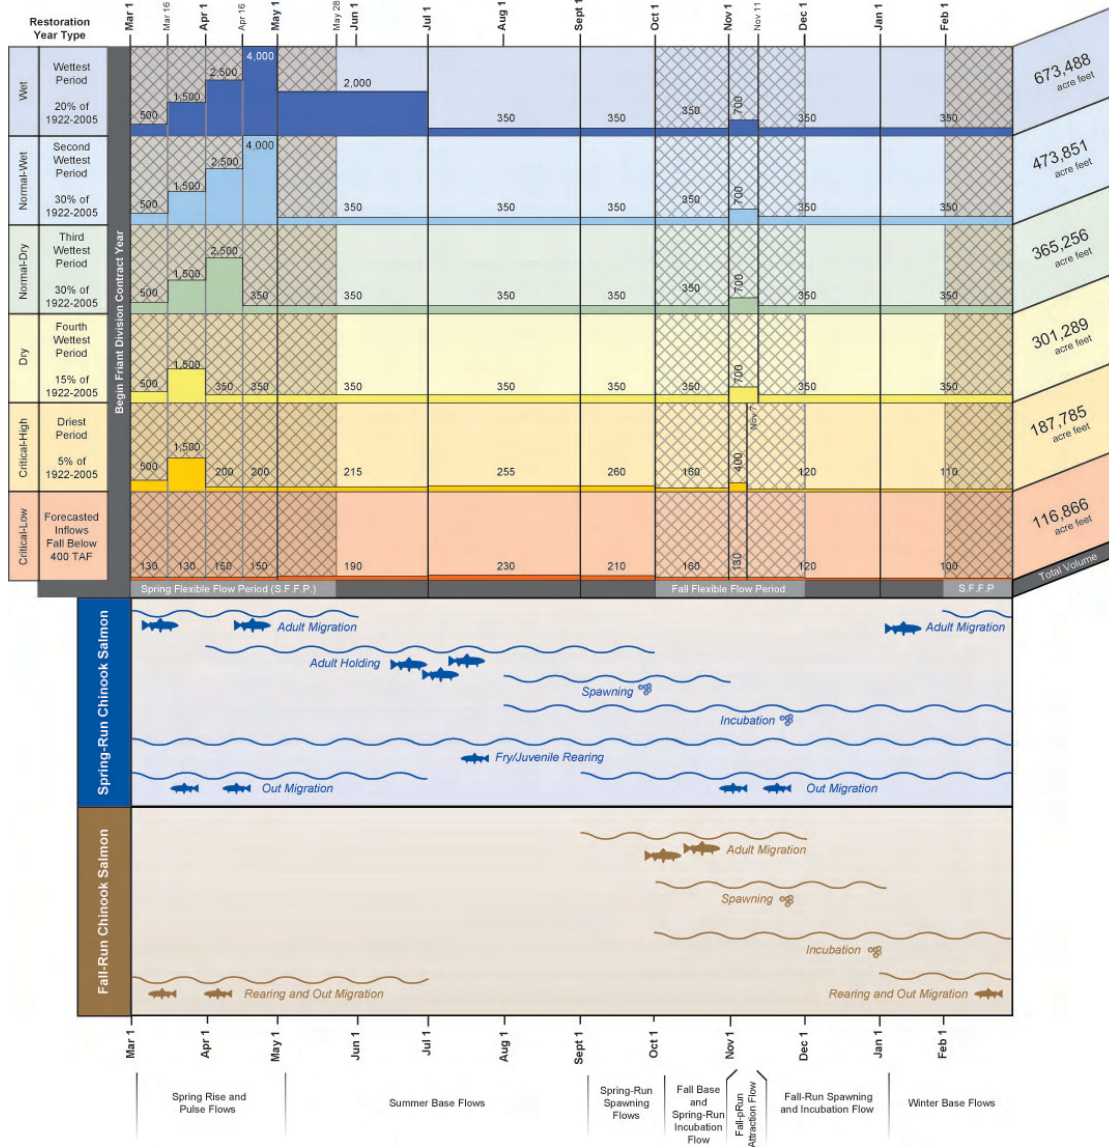 Restoration
Year Type
Mar 1
Mar 16
Apr 1
Apr 16
May 1
May 28
Jun 1
Jul 1
Aug 1
Sept 1
Oct 1
Nov 1
Nov 11
Dec 1
Jan 1
Feb 1
Begin Friant Division Contract Year
Wet
Wettest
Period
20% of
1922-2005
500
1,500
2,500
4,000
2,000
350
350
350
700
350
350
673,488
acre feet
Normal-Wet
Second
Wettest
Period
30% of
1922-2005
500
1,500
2,500
4,000
350
350
350
350
700
350
350
473,851
acre feet
Normal-Dry
Third
Wettest
Period
30% of
1922-2005
500
1,500
2,500
350
350
350
350
350
700
350
350
365,256
acre feet
Dry
Fourth
Wettest
Period
15% of
1922-2005
500
1,500
350
350
350
350
350
350
700
350
350
301,289
acre feet
Critical-High
Driest
Period
5% of
1922-2005
500
1,500
200
200
215
255
260
160
400
Nov 7
120
110
187,785
acre feet
Critical-Low
Forecasted
Inflows
Fall Below
400 TAF
130
130
150
150
190
230
210
160
130
120
100
116,866
acre feet
Total Volume
Spring Flexible Flow Period (S.F.F.P.)
Fall Flexible Flow Period
S.F.F.P
Spring-Run Chinook Salmon
Adult Migration
Adult Migration
Adult Holding
Spawning
Incubation
Fry/Juvenile Rearing
Out Migration
Out Migration
Fall-Run Chinook Salmon
Adult Migration
Spawning
Incubation
Rearing and Out Migration
Rearing and Out Migration
Mar 1
Apr 1
May 1
Jun 1
Jul 1
Aug 1
Sept 1
Oct 1
Nov 1
Dec 1
Jan 1
Feb 1
Spring Rise and
Pulse Flows
Summer Base Flows
Spring-Run
Spawning
Flows
Fall Base
and
Spring-Run
Incubation
Flow
Fall-pRun
Attraction Flow
Fall-Run Spawning
and Incubation Flow
Winter Base Flows